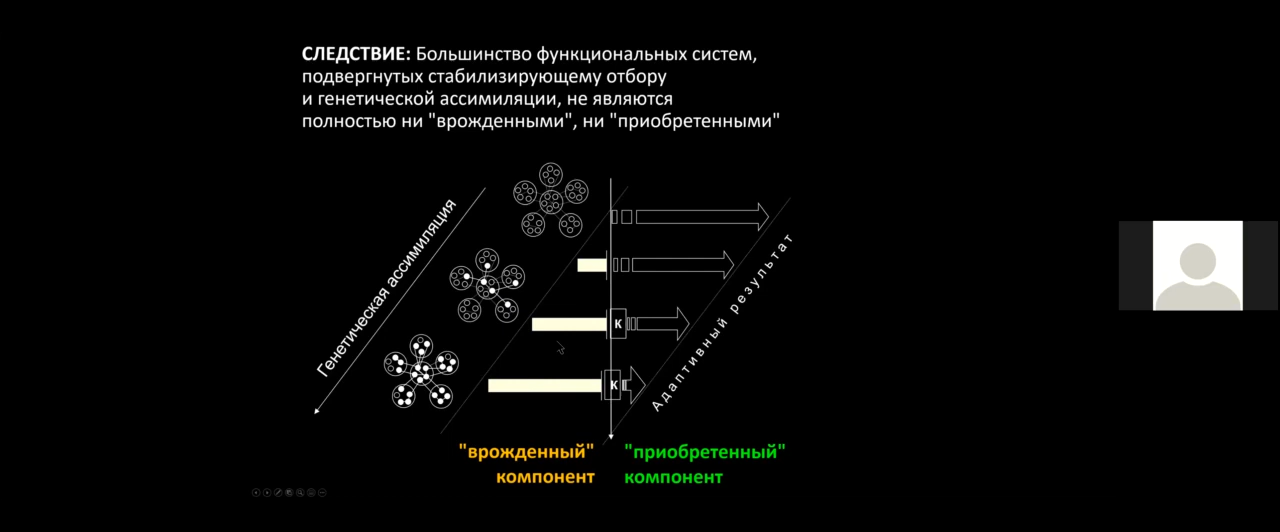 СЛЕДСТВИЕ: Большинство функциональных систем,
подвергнутых стабилизирующему отбору
и генетической ассимиляции, не являются
полностью ни "врожденными", ни "приобретенными"
Генетическая ассимиляция
К
К
Адаптивный результат
"врожденный"
компонент
"приобретенный"
компонент